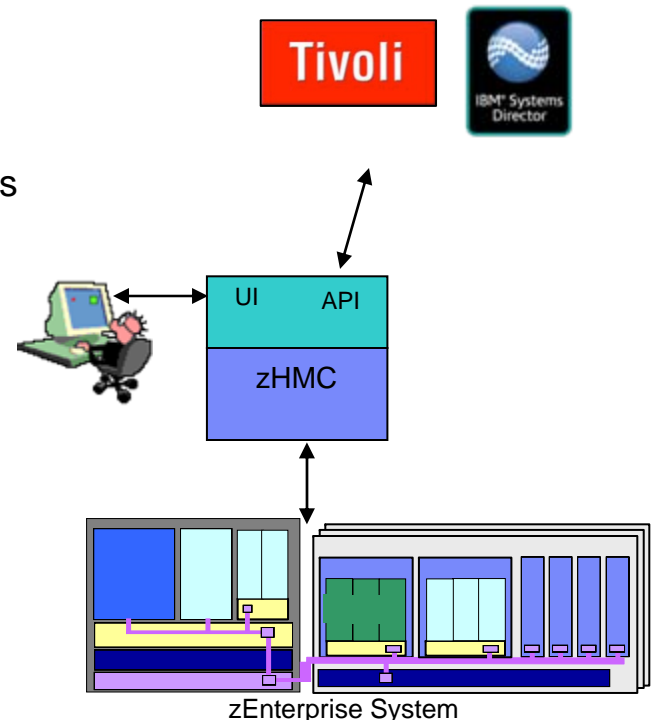 Tivoli
IBM® Systems
Director
s
UI API
zHMC
zEnterprise System